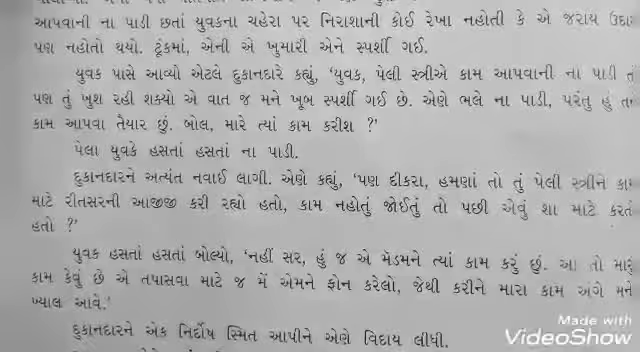 આપવાની ના પાડી છતાં યુવકના ચહેરા પર નિરાશાની કોઈ રેખા નહોતી કે એ જરાય
પણ નહોતો થયો. ટૂંકમાં, એની એ ખુમારી એને સ્પર્શી ગઈ.
યુવક પાસે આવ્યો એટલે દુકાનદારે કહ્યું, ‘યુવક, પેલી સ્ત્રીએ કામ આપવાની ના પાડી
પણ તું ખુશ રહી શક્યો એ વાત જ મને ખૂબ સ્પર્શી ગઈ છે. એણે ભલે ના પાડી, પરંતુ હું
કામ આપવા તૈયાર છું. બોલ, મારે ત્યાં કામ કરીશ ?’
પેલા યુવકે હસતાં હસતાં ના પાડી.
દુકાનદારને અત્યંત નવાઈ લાગી. એણે કહ્યું, ‘પણ દીકરા, હમણાં તો તું પેલી સ્ત્રીને
માટે રીતસરની આજીજી કરી રહ્યો હતો, કામ નહોતું જોઈતું તો પછી એવું શા માટે
હતો ?’
યુવક હસતાં હસતાં બોલ્યો, ‘નહીં સર, હું જ એ મૅડમને ત્યાં કામ કરું છું. આ તો મારું
કામ કેવું છે એ તપાસવા માટે જ મેં એમને ફોન કરેલો, જેથી કરીને મારા કામ અંગે મને
ખ્યાલ આવે.’
દુકાનદારને એક નિર્દોષ સ્મિત આપીને એણે વિદાય લીધી.
Made with
VideoShow